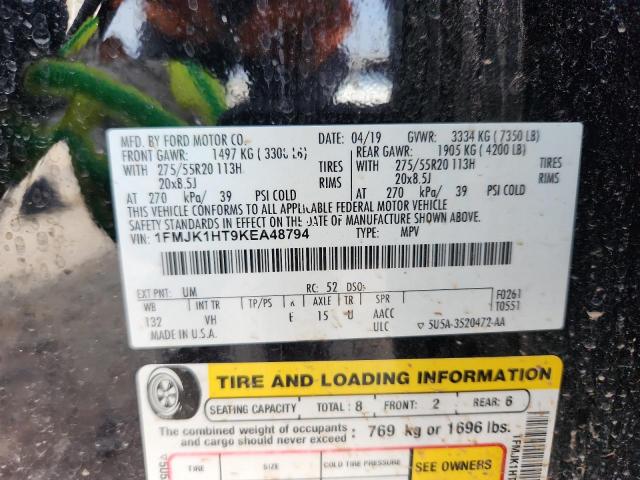 MFD. BY FORD MOTOR CO.
DATE: 04/19 GVWR: 3334 KG ( 7350 LB)
FRONT GAWR: 1497 KG ( LB) REAR GAWR: 1905 KG ( 4200 LB)
WITH 275/55R20 113H TIRES WITH 275/55R20 113H TIRES
20x8.5J RIMS 20x8.5J RIMS
AT 270 kPa/ 39 PSI COLD AT 270 kPa/ 39 PSI COLD
THIS VEHICLE CONFORMS TO ALL APPLICABLE FEDERAL MOTOR VEHICLE
SAFETY STANDARDS IN EFFECT ON THE DATE OF MANUFACTURE SHOWN ABOVE.
VIN: 1FMJK1HT9KEA48794 TYPE: MPV
EXT PNT: UM RC: 52 DSO:
WB INT TR TP/PS R AXLE TR SPR F0261
132 VH E 15 U AACC T0551
MADE IN U.S.A. ULC ▽ 5U5A-3520472-AA
TIRE AND LOADING INFORMATION
SEATING CAPACITY TOTAL : 8 FRONT: 2 REAR: 6
The combined weight of occupants
and cargo should never exceed : 769 kg or 1696 lbs.
TIRE SIZE COLD TIRE PRESSURE SEE OWNERS
1FMJK1HT